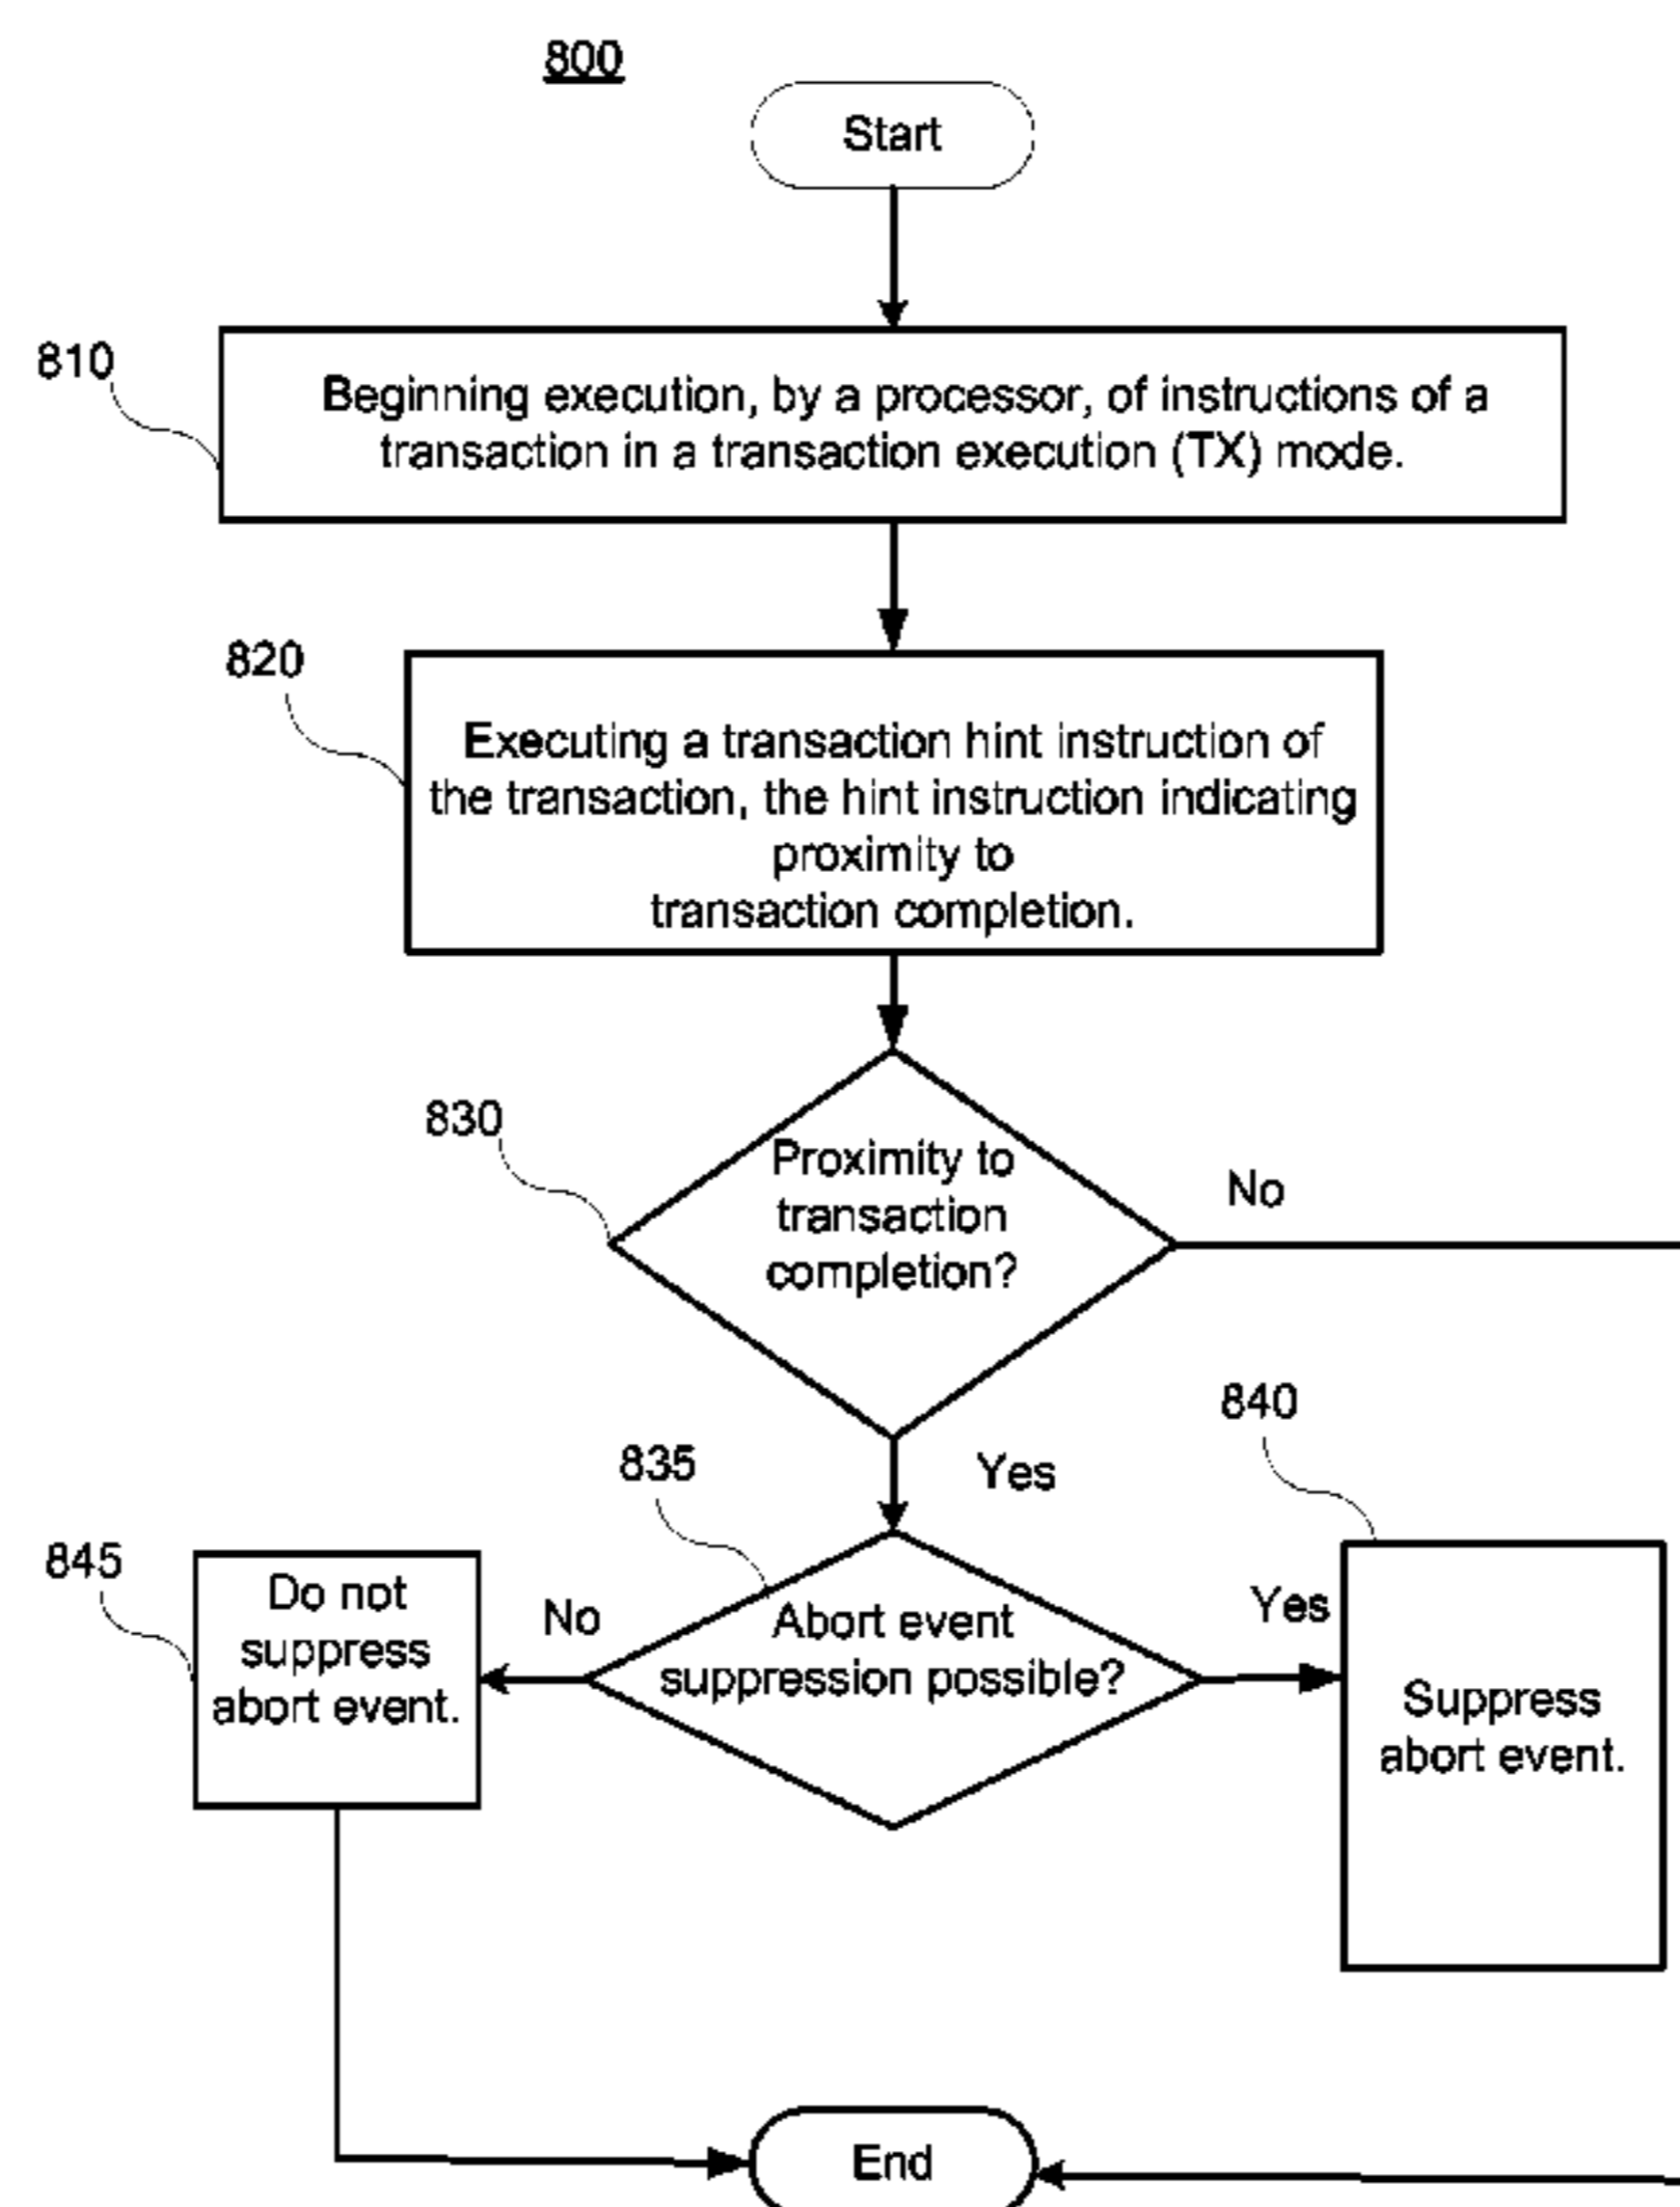 800
Start
810
Beginning execution, by a processor, of instructions of a
transaction in a transaction execution (TX) mode.
820
Executing a transaction hint instruction of
the transaction, the hint instruction indicating
proximity to
transaction completion.
830
Proximity to
transaction
completion?
No
Yes
835
Abort event
suppression possible?
No
Yes
845
Do not
suppress
abort event.
840
Suppress
abort event.
End